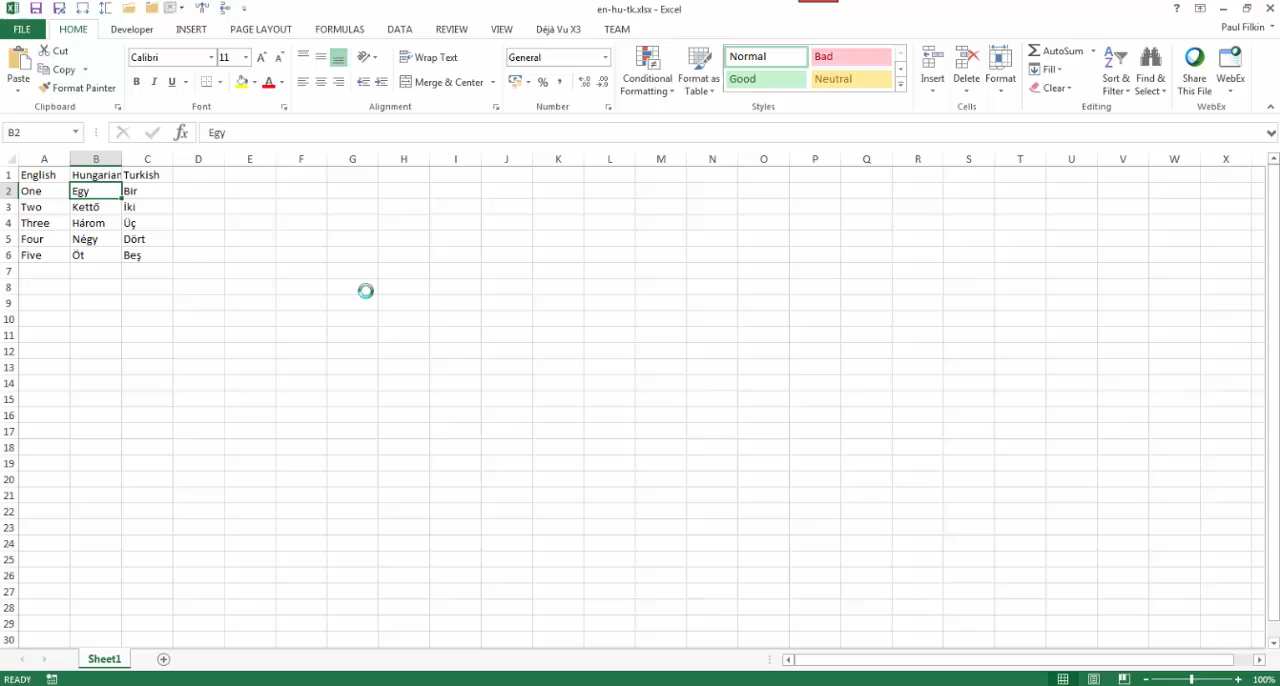 en-hu-tk.xlsx - Excel
FILE HOME Developer INSERT PAGE LAYOUT FORMULAS DATA REVIEW VIEW Déjà Vu X3 TEAM Paul Filkin
Cut Calibri 11 Wrap Text General Normal Bad AutoSum
Copy Fill
Paste Format Painter Merge & Center Conditional Formatting Format as Table Good Neutral Insert Delete Format Clear Sort & Filter Find & Select Share This File WebEx
Clipboard Font Alignment Number Styles Cells Editing WebEx
B2 fx Egy
A B C D E F G H I J K L M N O P Q R S T U V W X
1 English Hungarian Turkish
2 One Egy Bir
3 Two Kettő İki
4 Three Három Üç
5 Four Négy Dört
6 Five Öt Beş
7
8
9
10
11
12
13
14
15
16
17
18
19
20
21
22
23
24
25
26
27
28
29
30
Sheet1
READY 100%